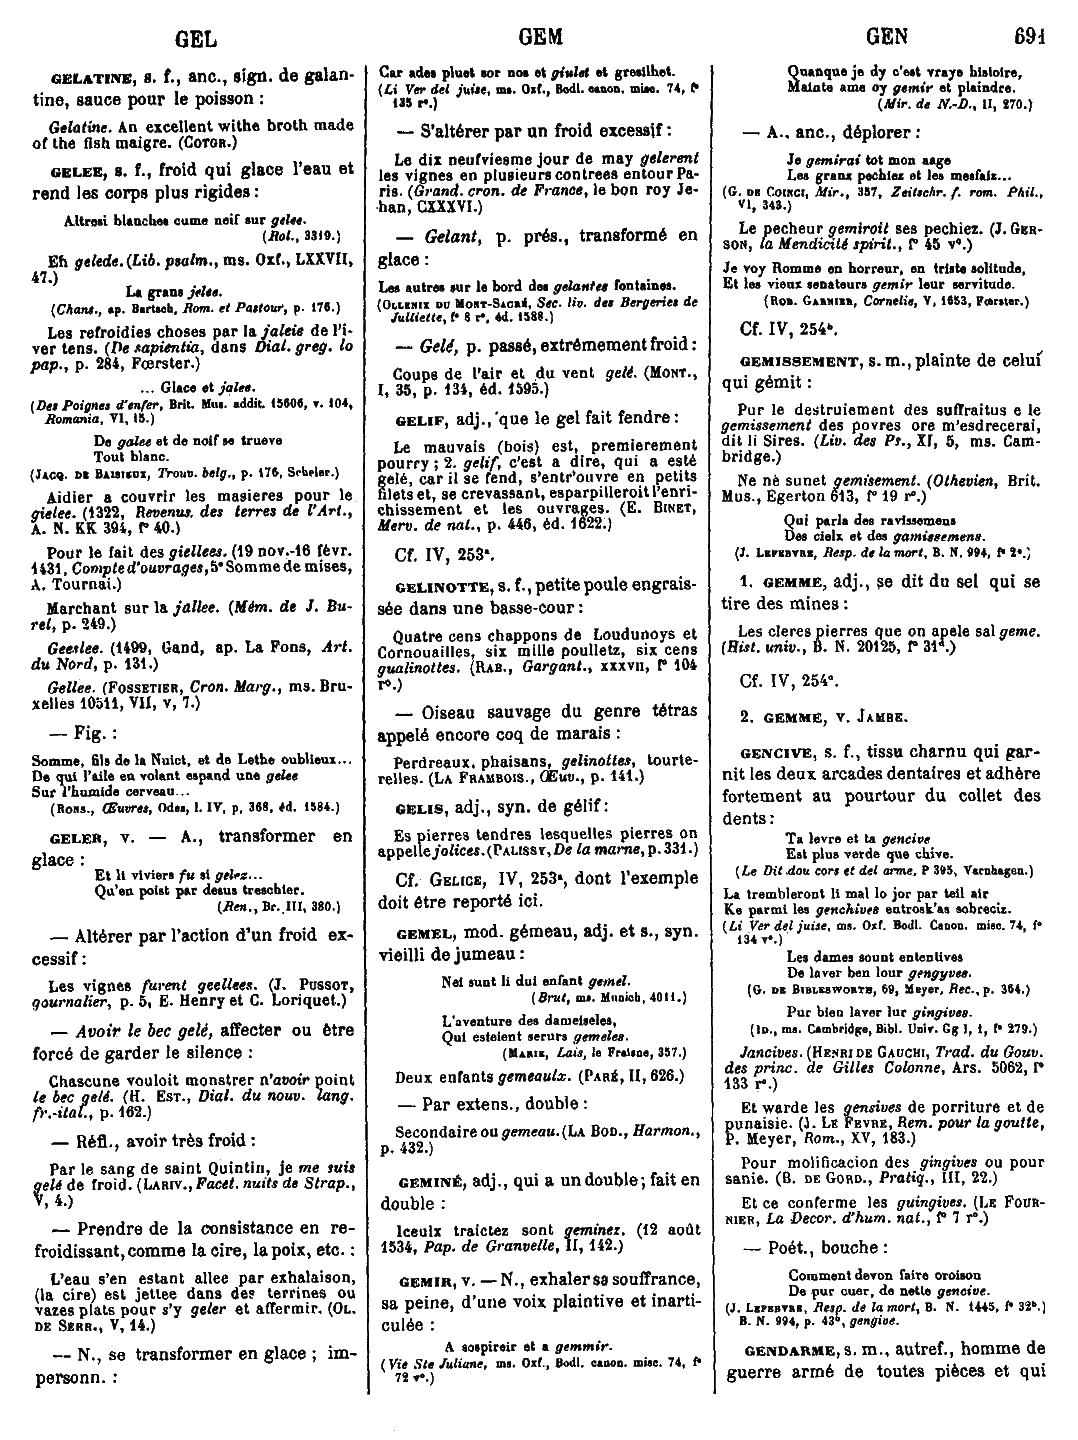 GEL
GEM
GEN
691
GELATINE, s. f., anc., sign. de galan-
tine, sauce pour le poisson :
Gelatine. An excellent withe broth made
of the fish maigre. (Cotgr.)
GELEE, s. f., froid qui glace l'eau et
rend les corps plus rigides :
Altresi blanches cume neif sur gelee.
(Rol., 3319.)
Eh gelede. (Lib. psalm., ms. Oxf., LXXVII,
47.)
La grans jelee.
(Chans., ap. Bartsch, Rom. et Pastour, p. 176.)
Les refroidies choses par la jaleie de l'i-
ver tens. (De sapientia, dans Dial. greg. lo
pap., p. 284, Fœrster.)
... Glace et jalee.
(Des Poignes d'enfer, Brit. Mus. addit. 15606, v. 104,
Romania, VI, 15.)
De galee et de noif se trueve
Tout blanc.
(Jacq. de Baisieux, Trouv. belg., p. 176, Scheler.)
Aidier a couvrir les masieres pour le
gielee. (1322, Revenus. des terres de l'Art.,
A. N. KK 394, f° 40.)
Pour le fait des giellees. (19 nov.-16 févr.
1431, Compte d'ouvrages, 5e Somme de mises,
A. Tournai.)
Marchant sur la jallee. (Mém. de J. Bu-
rel, p. 249.)
Geeslee. (1499, Gand, ap. La Fons, Art.
du Nord, p. 131.)
Gellee. (Fossetier, Cron. Marg., ms. Bru-
xelles 10511, VII, v, 7.)
— Fig. :
Somme, fils de la Nuict, et de Lethe oublieux...
De qui l'aile en volant espand une gelee
Sur l'humide cerveau...
(Rons., Œuvres, Odes, l. IV, p, 368, éd. 1584.)
GELER, v. — A., transformer en
glace :
Et li viviers fu si gelez...
Qu'en poist par desus treschier.
(Ren., Br. III, 380.)
— Altérer par l'action d'un froid ex-
cessif :
Les vignes furent geellees. (J. Pussot,
gournalier, p. 5, E. Henry et C. Loriquet.)
— Avoir le bec gelé, affecter ou être
forcé de garder le silence :
Chascune vouloit monstrer n'avoir point
le bec gelé. (H. Est., Dial. du nouv. lang.
fr.-ital., p. 162.)
— Réfl., avoir très froid :
Par le sang de saint Quintin, je me suis
gelé de froid. (Lariv., Facet. nuits de Strap.,
V, 4.)
— Prendre de la consistance en re-
froidissant, comme la cire, la poix, etc. :
L'eau s'en estant allee par exhalaison,
(la cire) est jettee dans des terrines ou
vazes plats pour s'y geler et affermir. (Ol.
de Serr., V, 14.)
— N., se transformer en glace ; im-
personn. :
Car ades pluet sor nos et giulet et gresilhet.
(Li Ver del juise, ms. Oxf., Bodl. canon. misc. 74, f°
135 r°.)
— S'altérer par un froid excessif :
Le dix neufviesme jour de may gelerent
les vignes en plusieurs contrees entour Pa-
ris. (Grand. cron. de France, le bon roy Je-
han, CXXXVI.)
— Gelant, p. prés., transformé en
glace :
Les autres sur le bord des gelantes fontaines.
(Ollenix du Mont-Sacré, Sec. liv. des Bergeries de
Julliette, f° 8 r°, éd. 1588.)
— Gelé, p. passé, extrémement froid :
Coups de l'air et du vent gelé. (Mont.,
I, 35, p. 134, éd. 1595.)
GELIF, adj., que le gel fait fendre :
Le mauvais (bois) est, premierement
pourry ; 2. gelif, c'est a dire, qui a esté
gelé, car il se fend, s'entr'ouvre en petits
filets et, se crevassant, esparpilleroit l'enri-
chissement et les ouvrages. (E. Binet,
Merv. de nat., p. 446, éd. 1622.)
Cf. IV, 253a.
GELINOTTE, s. f., petite poule engrais-
sée dans une basse-cour :
Quatre cens chappons de Loudunoys et
Cornouailles, six mille poulletz, six cens
gualinottes. (Rab., Gargant., xxxvii, f° 104
r°.)
— Oiseau sauvage du genre tétras
appelé encore coq de marais :
Perdreaux, phaisans, gelinottes, tourte-
relles. (La Frambois., Œuv., p. 141.)
GELIS, adj., syn. de gélif :
Es pierres tendres lesquelles pierres on
appelle jolices. (Palissy, De la marne, p. 331.)
Cf. Gelice, IV, 253a, dont l'exemple
doit être reporté ici.
GEMEL, mod. gémeau, adj. et s., syn.
vieilli de jumeau :
Nei sunt li dui enfant gemel.
(Brut, ms. Munich, 4011.)
L'aventure des dameiseles,
Qui esteient serurs gemeles.
(Marie, Lais, le Fraisne, 357.)
Deux enfants gemeaulx. (Paré, II, 626.)
— Par extens., double :
Secondaire ou gemeau. (La Bod., Harmon.,
p. 432.)
GEMINÉ, adj., qui a un double ; fait en
double :
Iceulx traictez sont geminez. (12 août
1534, Pap. de Granvelle, II, 142.)
GEMIR, v. — N., exhaler sa souffrance,
sa peine, d'une voix plaintive et inarti-
culée :
A sospireir et a gemmir.
(Vie Ste Juliane, ms. Oxf., Bodl. canon. misc. 74, f°
72 v°.)
Quanque je dy c'est vraye histoire,
Mainte ame oy gemir et plaindre.
(Mir. de N.-D., II, 270.)
— A., anc., déplorer :
Je gemirai tot mon aage
Les granz pechiez et les mesfaiz...
(G. de Coinci, Mir., 357, Zeitschr. f. rom. Phil.,
VI, 343.)
Le pecheur gemiroit ses pechiez. (J. Ger-
son, la Mendicité spirit., f° 45 v°.)
Je voy Romme en horreur, en triste solitude,
Et les vieux senateurs gemir leur servitude.
(Rob. Garnier, Cornelie, V, 1653, Fœrster.)
Cf. IV, 254b.
GEMISSEMENT, s. m., plainte de celui
qui gémit :
Pur le destruiement des suffraitus e le
gemissement des povres ore m'esdrecerai,
dit li Sires. (Liv. des Ps., XI, 5, ms. Cam-
bridge.)
Ne né sunet gemisement. (Othevien, Brit.
Mus., Egerton 613, f° 19 r°.)
Qui parla des ravissemens
Des cielx et des gamissemens.
(J. Lefebvre, Resp. de la mort, B. N. 994, f° 2e.)
1. GEMME, adj., se dit du sel qui se
tire des mines :
Les cleres pierres que on apele sal geme.
(Hist. univ., B. N. 20125, f° 31d.)
Cf. IV, 254c.
2. GEMME, v. Jambe.
GENCIVE, s. f., tissu charnu qui gar-
nit les deux arcades dentaires et adhère
fortement au pourtour du collet des
dents :
Ta levre et ta gencive
Est plus verde que chive.
(Le Dit dou cors et del arme, P 395, Varnhagen.)
La trembleront li mal lo jor par teil air
Ke parmi les genchives entrosk'as sobreciz.
(Li Ver del juise, ms. Oxf. Bodl. Canon. misc. 74, f°
134 v°.)
Les dames sount ententives
De laver ben lour gengyvee.
(G. de Biblesworth, 69, Meyer, Rec., p. 364.)
Pur bien laver lur gingives.
(Id., ms. Cambridge, Bibl. Univ. Gg I, 1, f° 279.)
Jancives. (Henri de Gauchi, Trad. du Gouv.
des princ. de Gilles Colonne, Ars. 5062, f°
133 r°.)
Et warde les gensives de porriture et de
punaisie. (J. Le Fevre, Rem. pour la goutte,
P. Meyer, Rom., XV, 183.)
Pour molificacion des gingives ou pour
sanie. (B. de Gord., Pratiq., III, 22.)
Et ce conferme les guingives. (Le Four-
nier, La Decor. d'hum. nat., f° 7 r°.)
— Poét., bouche :
Comment devon faire oroison
De pur cuer, de nette gencive.
(J. Lefebvre, Resp. de la mort, B. N. 1445, f° 32b.)
B. N. 994, p. 43b, gengive.
GENDARME, s. m., autref., homme de
guerre armé de toutes pièces et qui